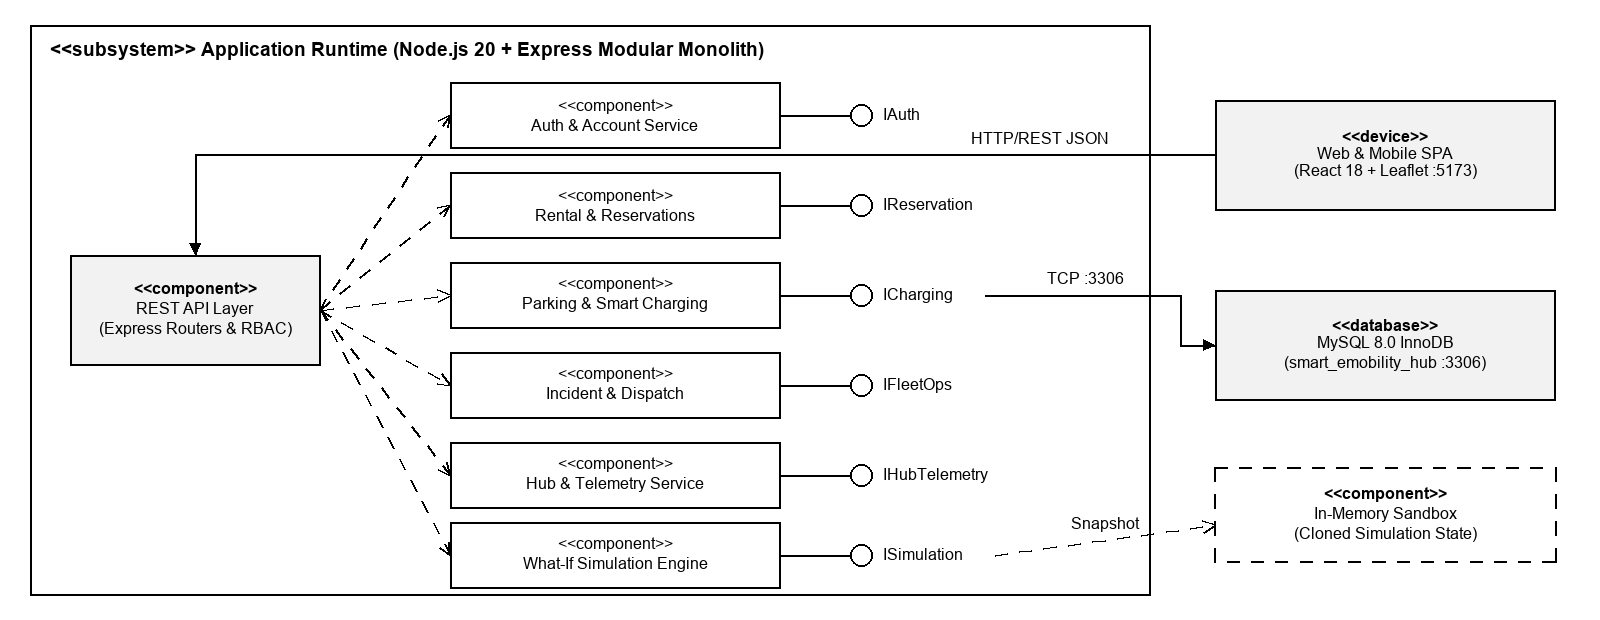 <<subsystem>> Application Runtime (Node.js 20 + Express Modular Monolith)
<<component>>
Auth & Account Service
IAuth
HTTP/REST JSON
<<device>>
Web & Mobile SPA
(React 18 + Leaflet :5173)
<<component>>
Rental & Reservations
IReservation
<<component>>
REST API Layer
(Express Routers & RBAC)
<<component>>
Parking & Smart Charging
ICharging
TCP :3306
<<database>>
MySQL 8.0 InnoDB
(smart_emobility_hub :3306)
<<component>>
Incident & Dispatch
IFleetOps
<<component>>
Hub & Telemetry Service
IHubTelemetry
<<component>>
What-If Simulation Engine
ISimulation
Snapshot
<<component>>
In-Memory Sandbox
(Cloned Simulation State)